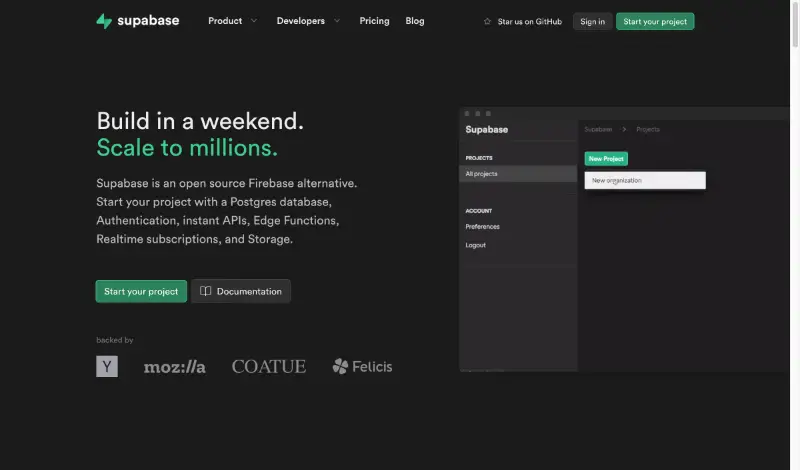 supabase
Product
Developers
Pricing
Blog
Star us on GitHub
Sign in
Start your project
Build in a weekend.
Scale to millions.
Supabase is an open source Firebase alternative.
Start your project with a Postgres database,
Authentication, instant APIs, Edge Functions,
Realtime subscriptions, and Storage.
Start your project
Documentation
backed by
Y
moz://a
COATUE
Felicis
Supabase
PROJECTS
All projects
ACCOUNT
Preferences
Logout
Supabase > Projects
New Project
New organization